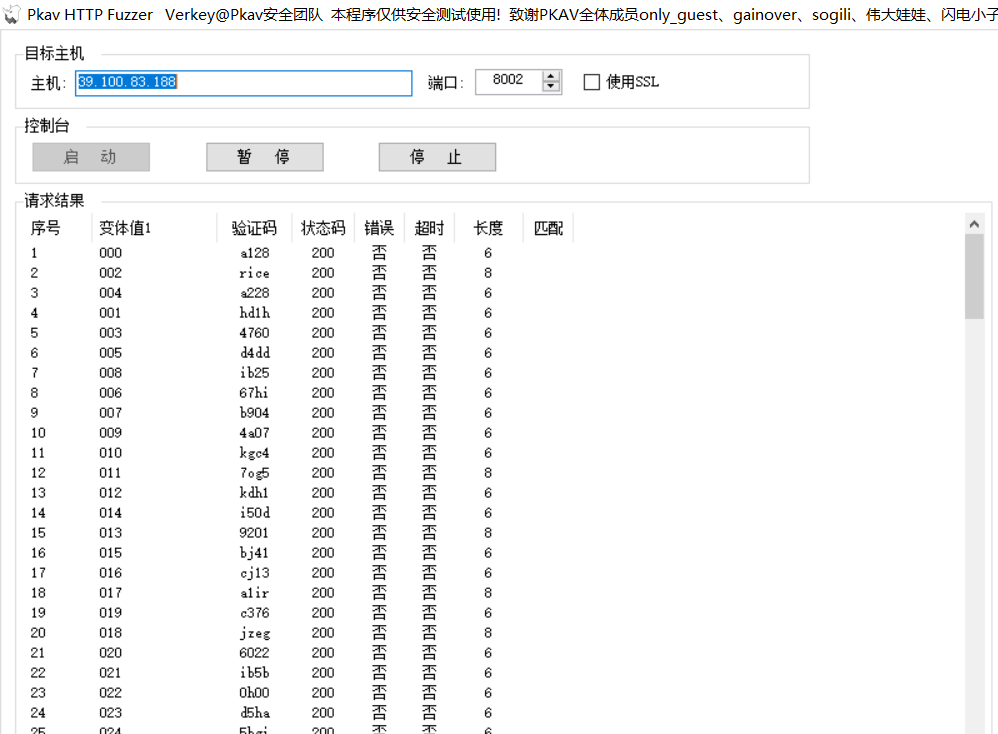 Pkav HTTP Fuzzer Verkey@Pkav安全团队 本程序仅供安全测试使用! 致谢PKAV全体成员only_guest、gainover、sogili、伟大娃娃、闪电小子
目标主机
主机: 39.100.83.188 端口: 8002 使用SSL
控制台
启 动 暂 停 停 止
请求结果
序号 变体值1 验证码 状态码 错误 超时 长度 匹配
1 000 a128 200 否 否 6
2 002 rice 200 否 否 8
3 004 a228 200 否 否 6
4 001 hd1h 200 否 否 6
5 003 4760 200 否 否 6
6 005 d4dd 200 否 否 6
7 008 ib25 200 否 否 6
8 006 67hi 200 否 否 6
9 007 b904 200 否 否 6
10 009 4a07 200 否 否 6
11 010 kgc4 200 否 否 6
12 011 7og5 200 否 否 8
13 012 kdh1 200 否 否 6
14 014 i50d 200 否 否 6
15 013 9201 200 否 否 8
16 015 bj41 200 否 否 6
17 016 cj13 200 否 否 6
18 017 a1ir 200 否 否 8
19 019 c376 200 否 否 6
20 018 jzeg 200 否 否 8
21 020 6022 200 否 否 6
22 021 ib5b 200 否 否 6
23 022 0h00 200 否 否 6
24 023 d5ha 200 否 否 6
25 024 200 否 否 6